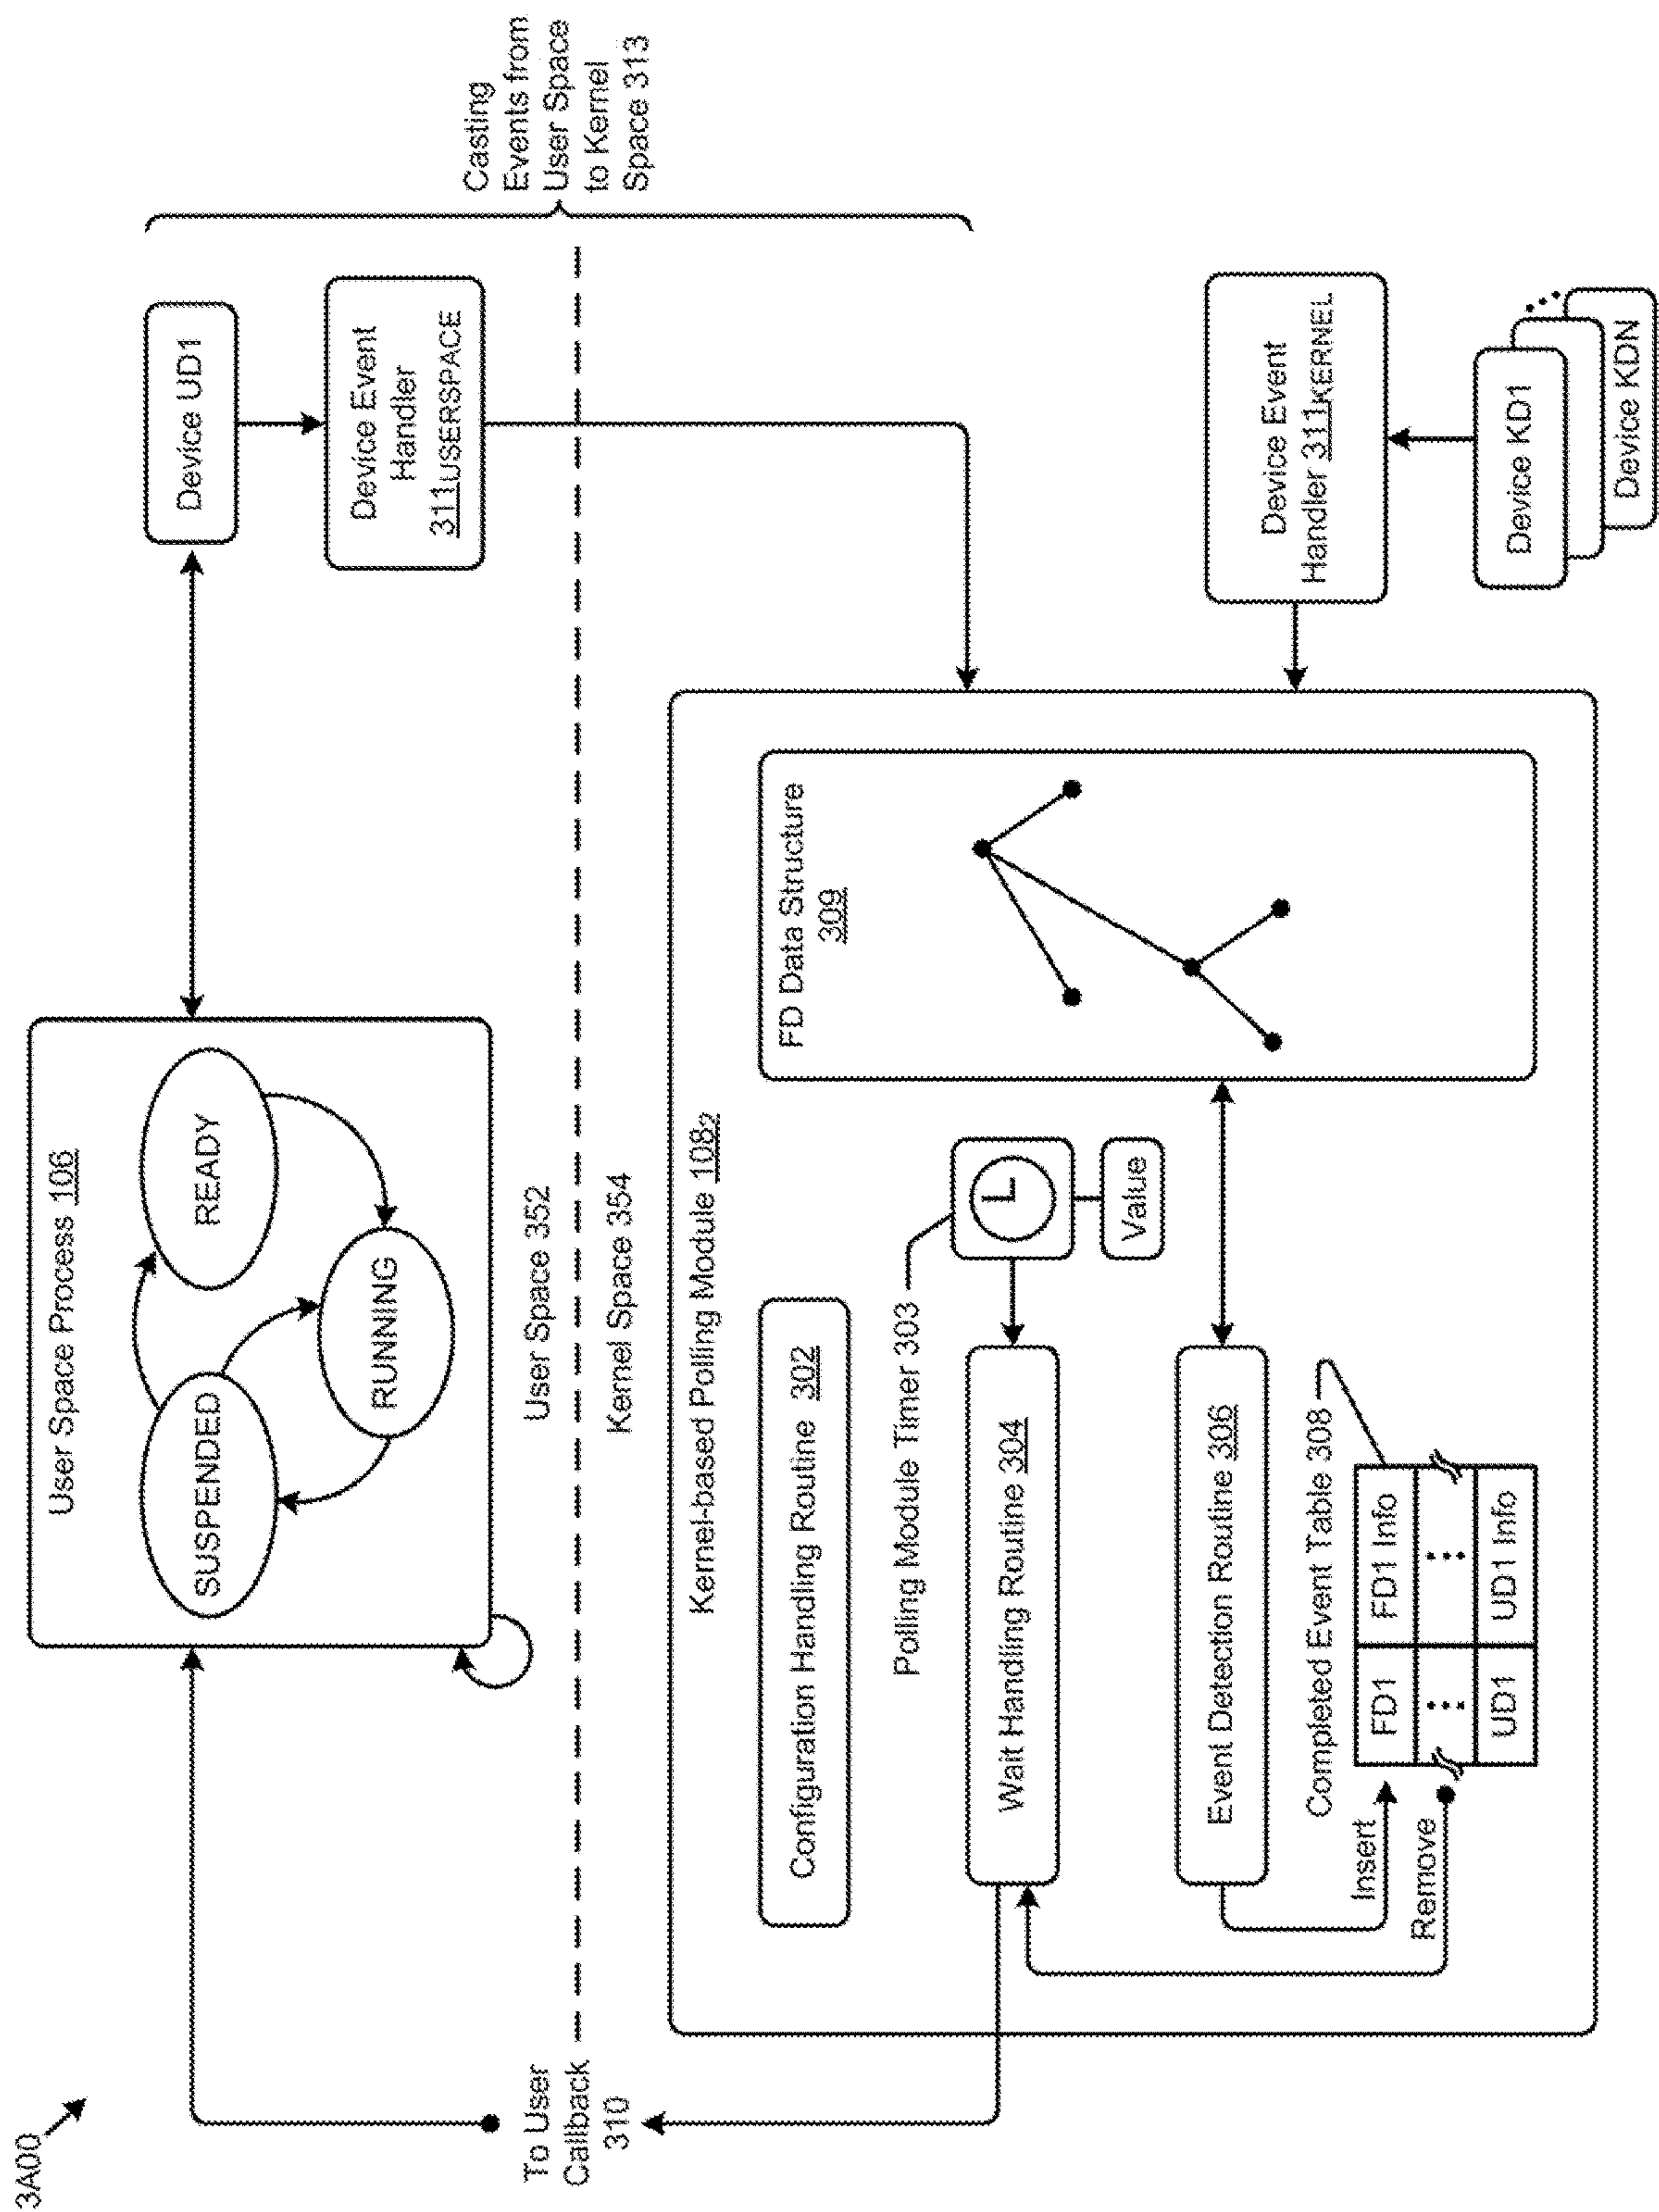 3A00
User Space Process 106
SUSPENDED
READY
RUNNING
Device UD1
Device Event
Handler
311USERSPACE
Casting
Events from
User Space
to Kernel
Space 313
To User
Callback
310
User Space 352
Kernel Space 354
Kernel-based Polling Module 1082
Configuration Handling Routine 302
Polling Module Timer 303
Value
Wait Handling Routine 304
Event Detection Routine 306
FD Data Structure
309
Completed Event Table 308
Insert
Remove
FD1 FD1 Info
UD1 UD1 Info
Device Event
Handler 311KERNEL
Device KD1
Device KDN